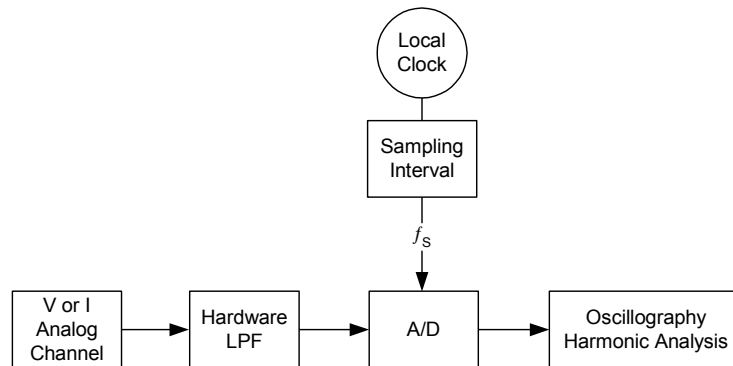 Local
Clock
Sampling
Interval
fS
V or I
Analog
Channel
Hardware
LPF
A/D
Oscillography
Harmonic Analysis